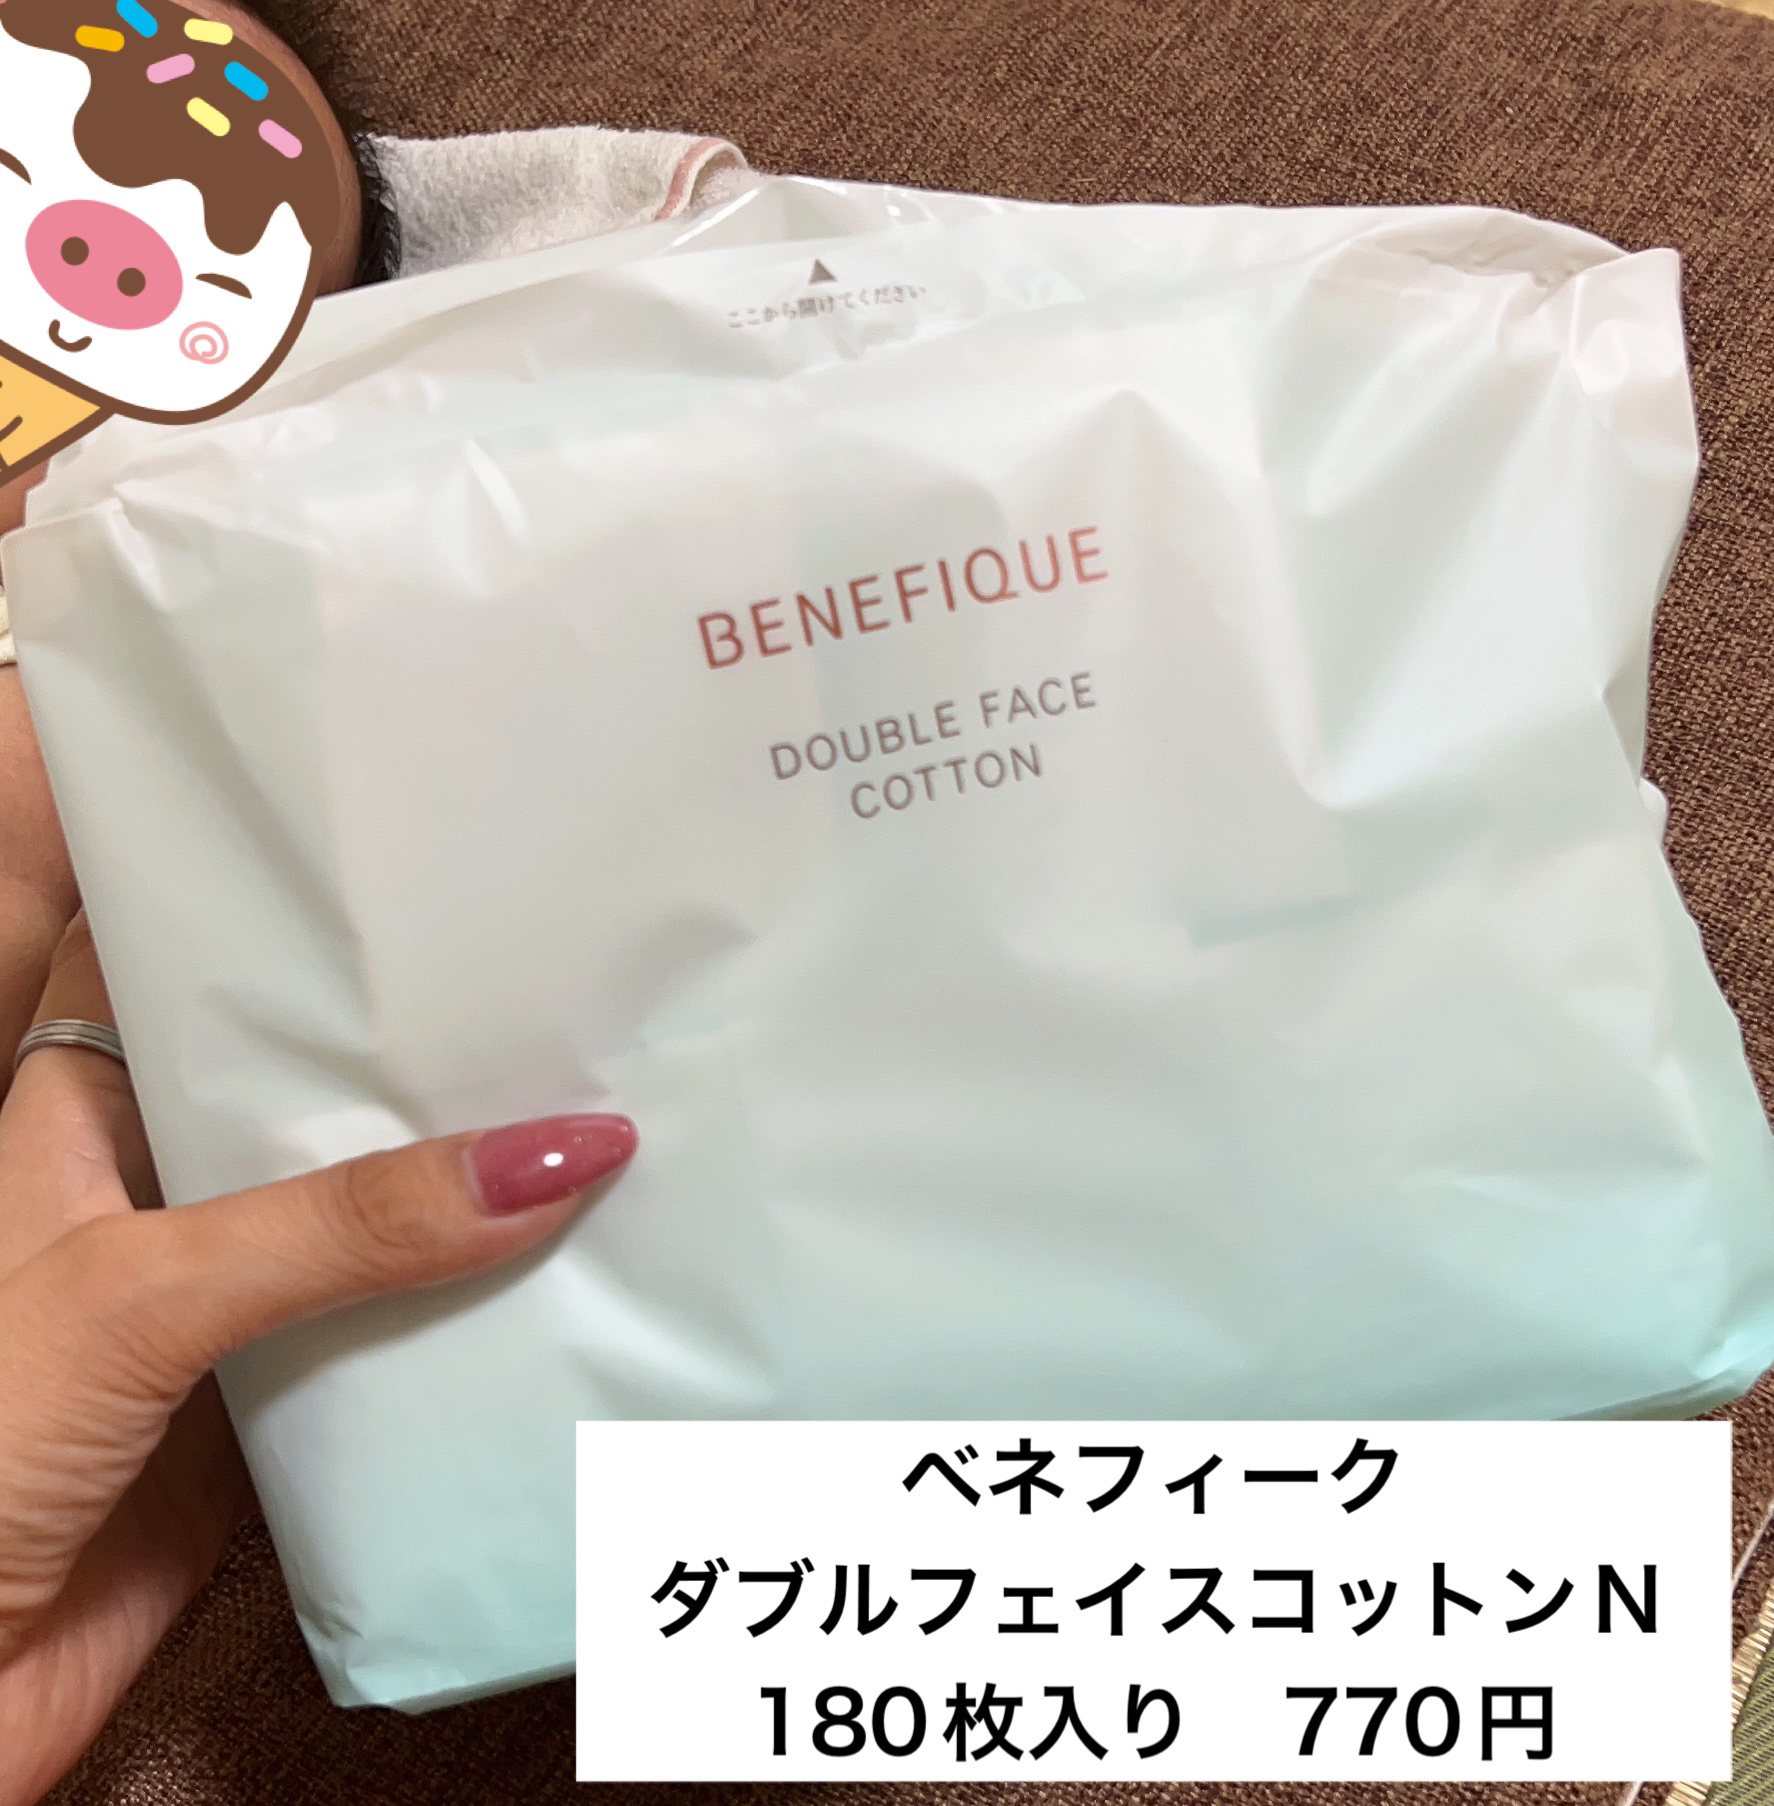 ▲
ここから開けてください
BENEFIQUE
DOUBLE FACE
COTTON
ベネフィーク
ダブルフェイスコットンN
180枚入り　770円